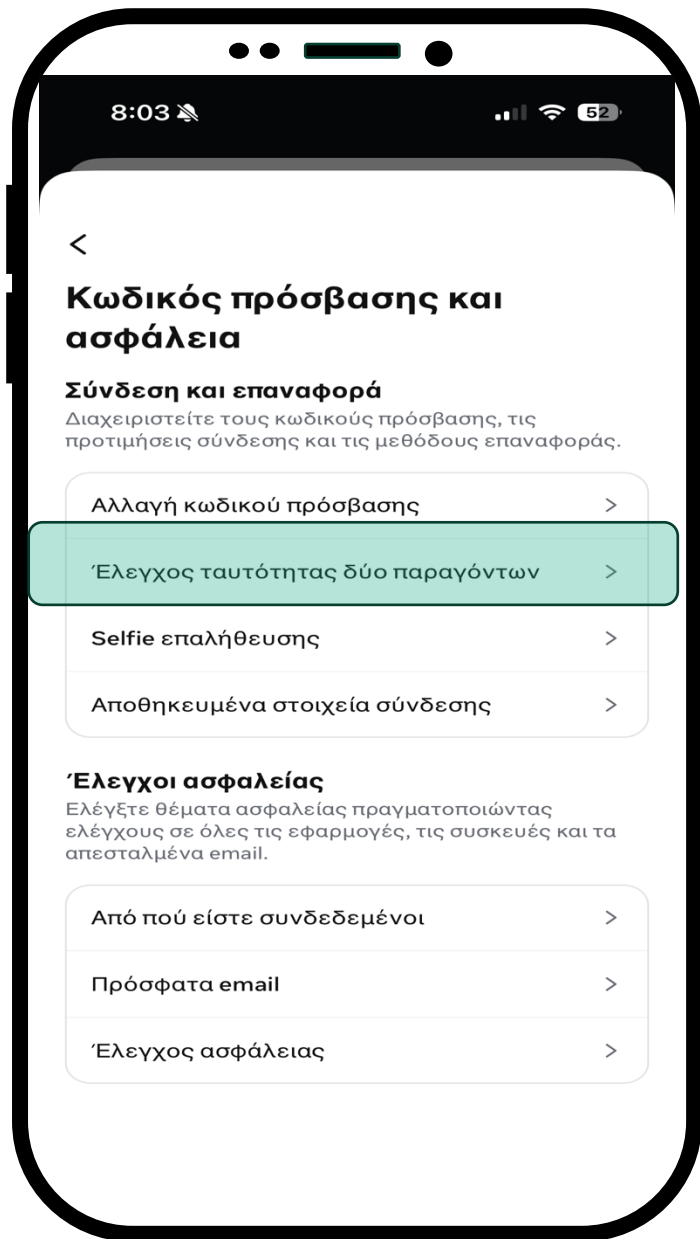 8:03
52
Κωδικός πρόσβασης και
ασφάλεια
Σύνδεση και επαναφορά
Διαχειριστείτε τους κωδικούς πρόσβασης, τις
προτιμήσεις σύνδεσης και τις μεθόδους επαναφοράς.
Αλλαγή κωδικού πρόσβασης
Έλεγχος ταυτότητας δύο παραγόντων
Selfie επαλήθευσης
Αποθηκευμένα στοιχεία σύνδεσης
Έλεγχοι ασφαλείας
Ελέγξτε θέματα ασφαλείας πραγματοποιώντας
ελέγχους σε όλες τις εφαρμογές, τις συσκευές και τα
απεσταλμένα email.
Από πού είστε συνδεδεμένοι
Πρόσφατα email
Έλεγχος ασφάλειας